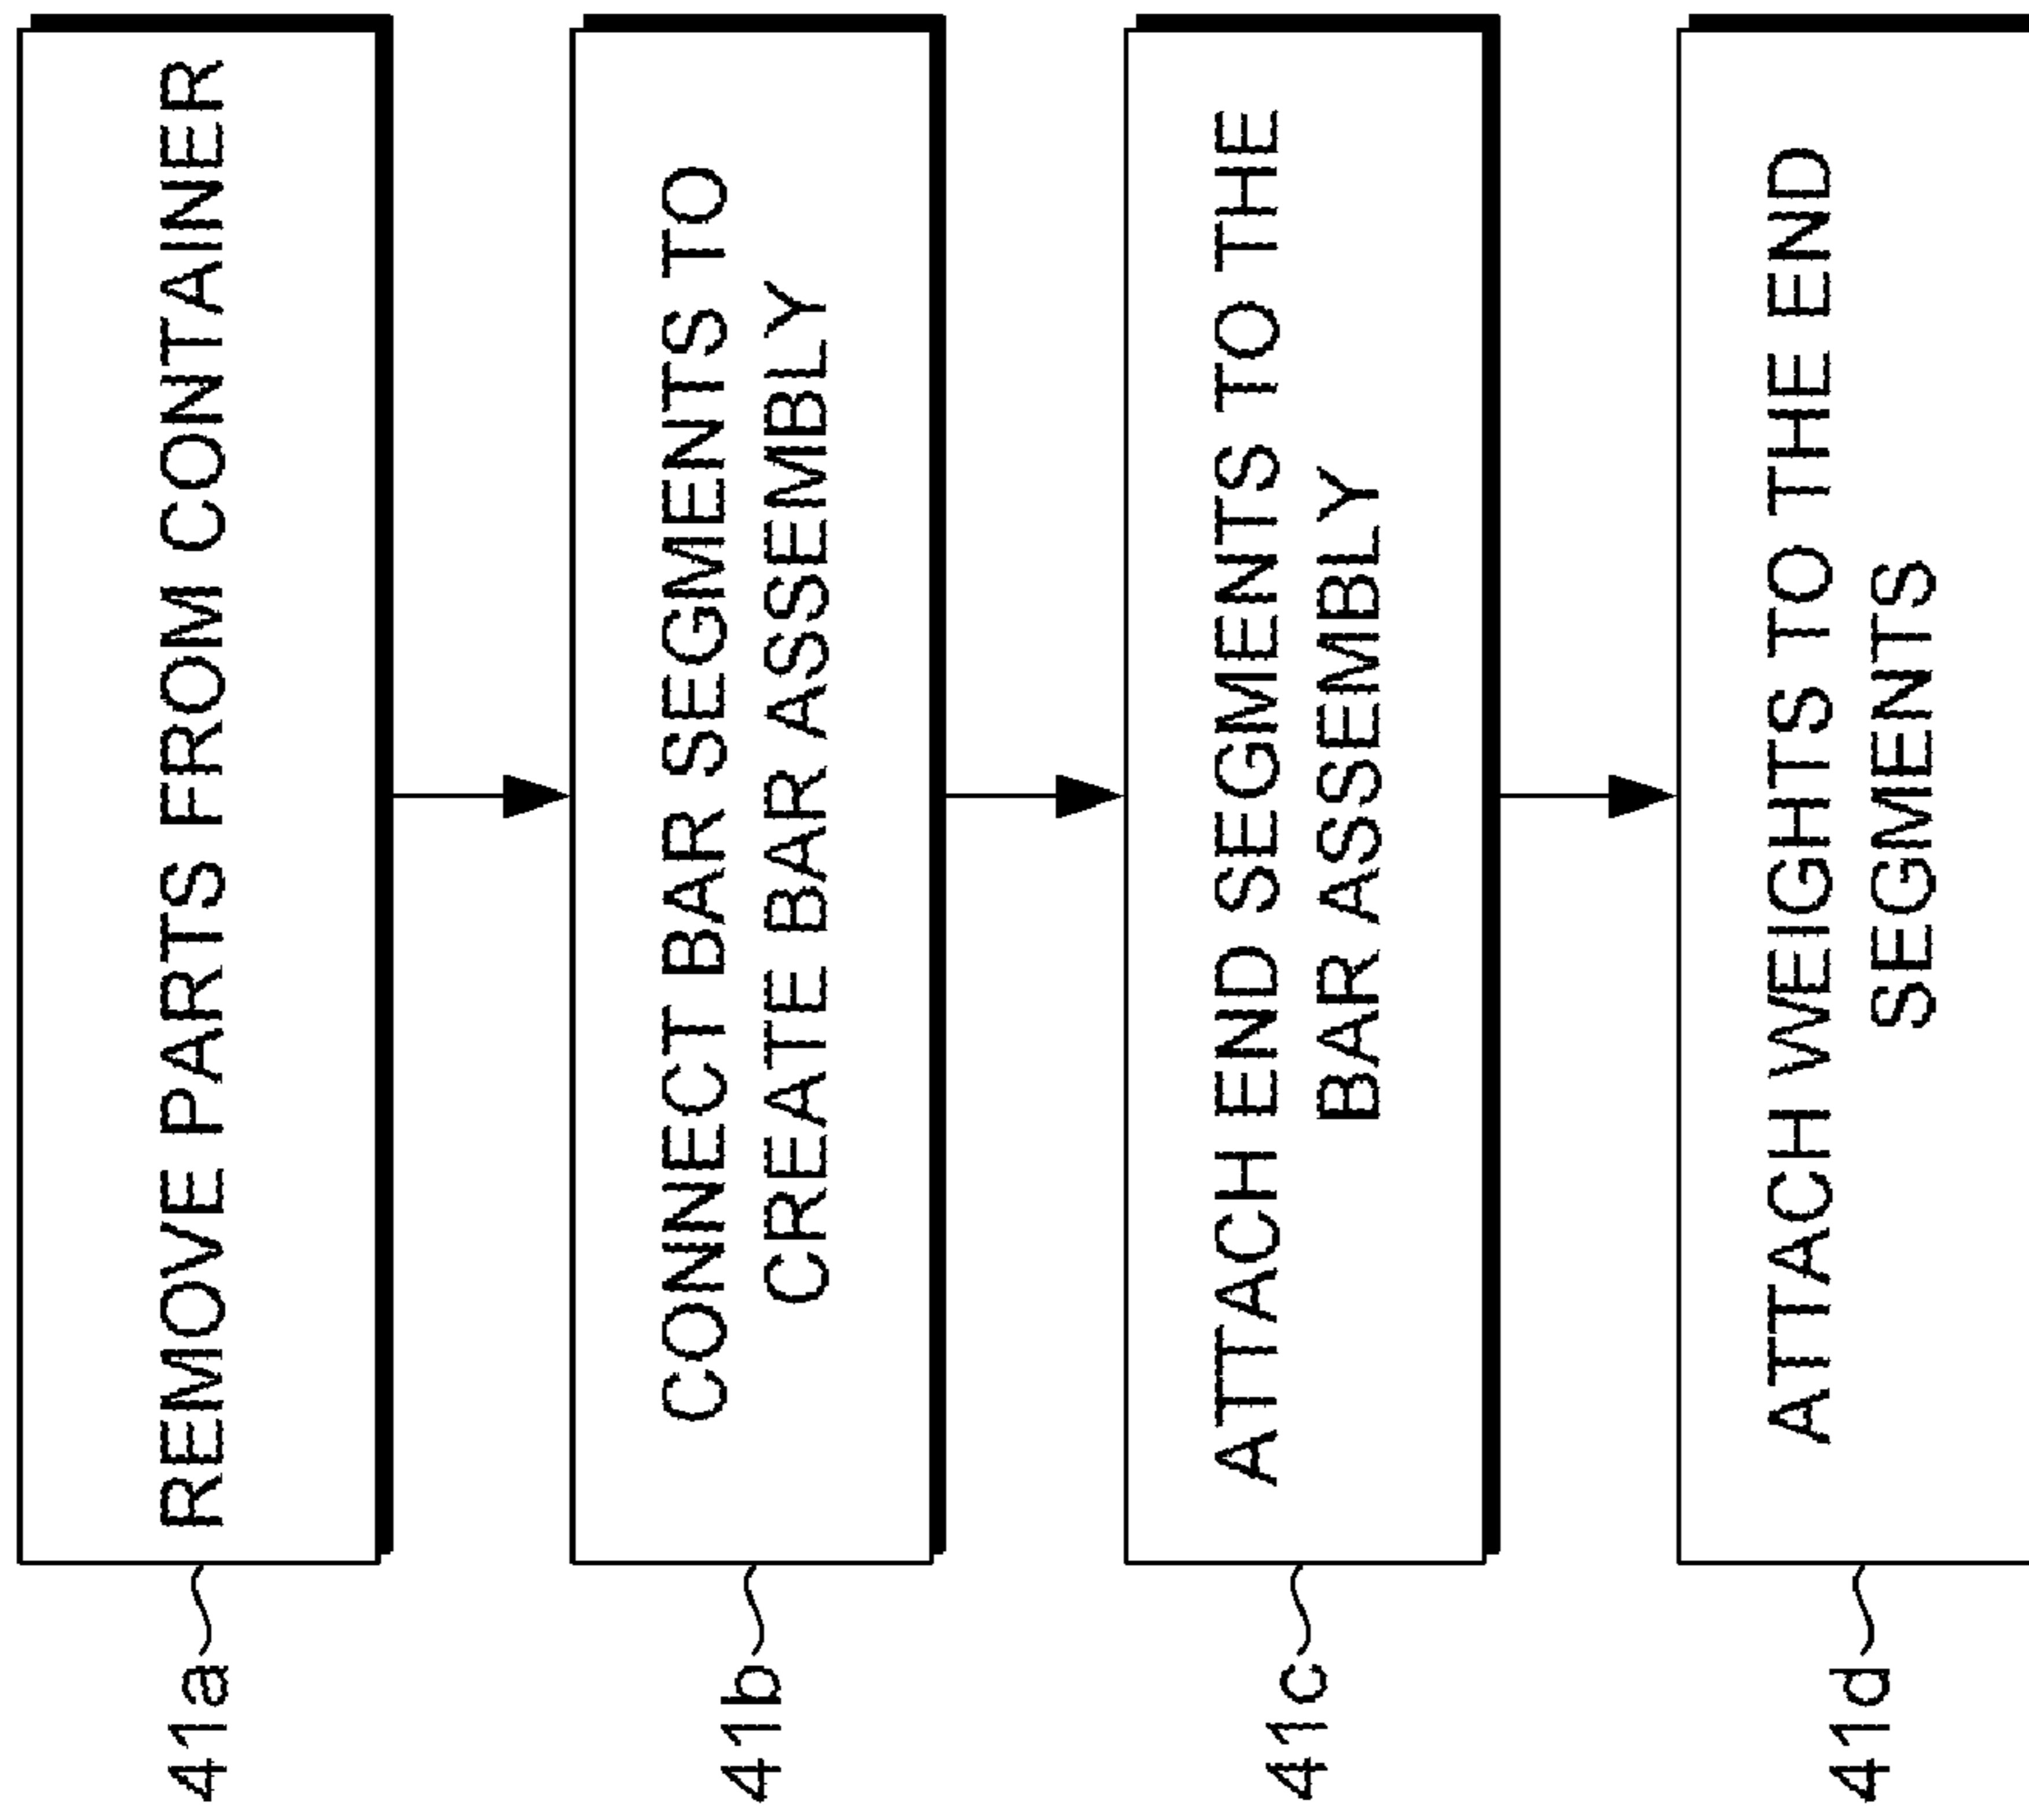 41a
REMOVE PARTS FROM CONTAINER
41b
CONNECT BAR SEGMENTS TO
CREATE BAR ASSEMBLY
41c
ATTACH END SEGMENTS TO THE
BAR ASSEMBLY
41d
ATTACH WEIGHTS TO THE END
SEGMENTS